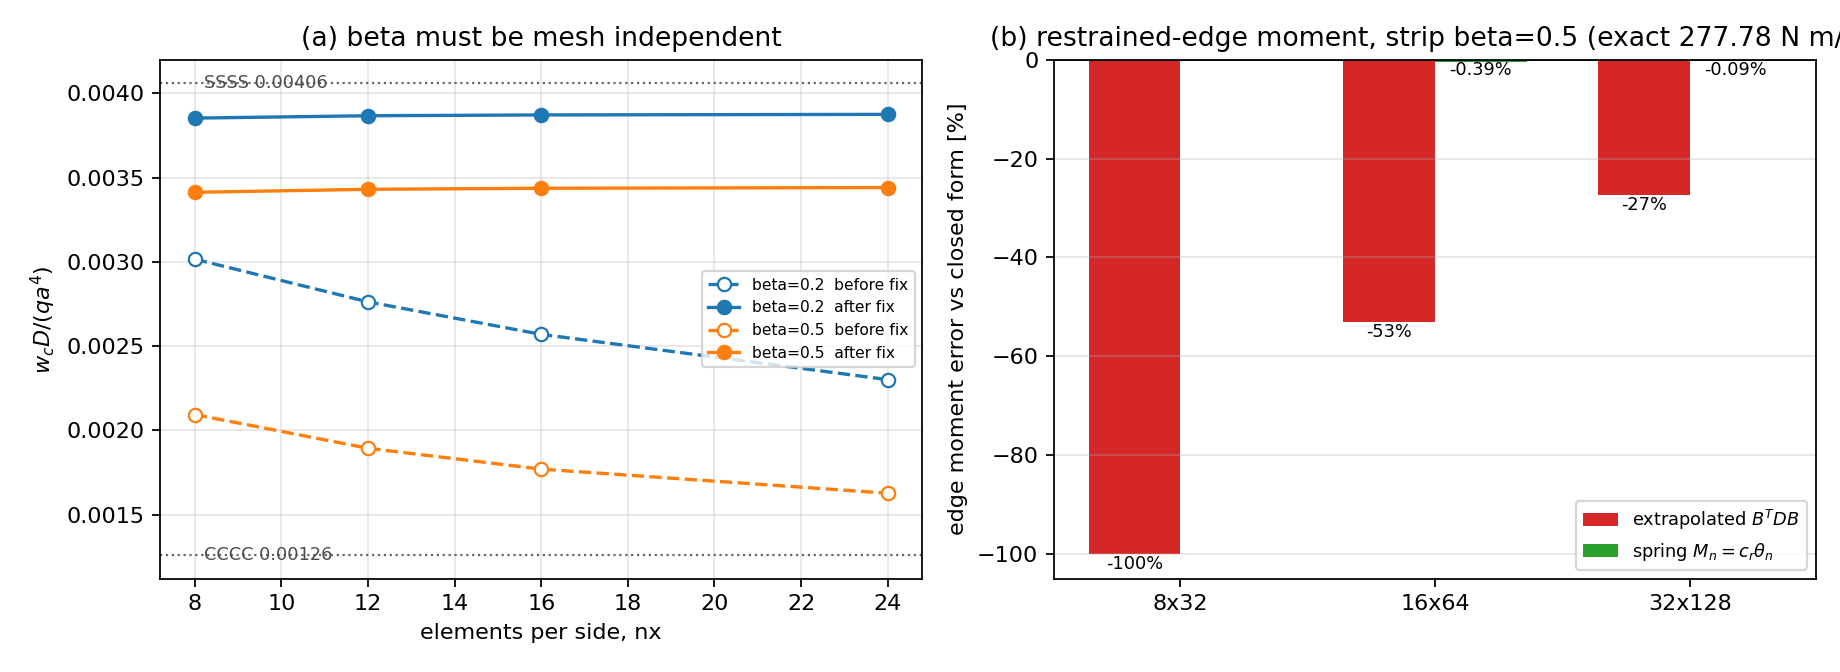 (a) beta must be mesh independent
SSSS 0.00406
0.0040
0.0035
0.0030
0.0025
0.0020
0.0015
CCCC 0.00126
w_cD/(qa^4)
beta=0.2  before fix
beta=0.2  after fix
beta=0.5  before fix
beta=0.5  after fix
8 10 12 14 16 18 20 22 24
elements per side, nx
(b) restrained-edge moment, strip beta=0.5 (exact 277.78 N m/
edge moment error vs closed form [%]
0
−20
−40
−60
−80
−100
-0.39%
-0.09%
-27%
-53%
-100%
extrapolated B^TDB
spring M_n = c_rθ_n
8x32 16x64 32x128